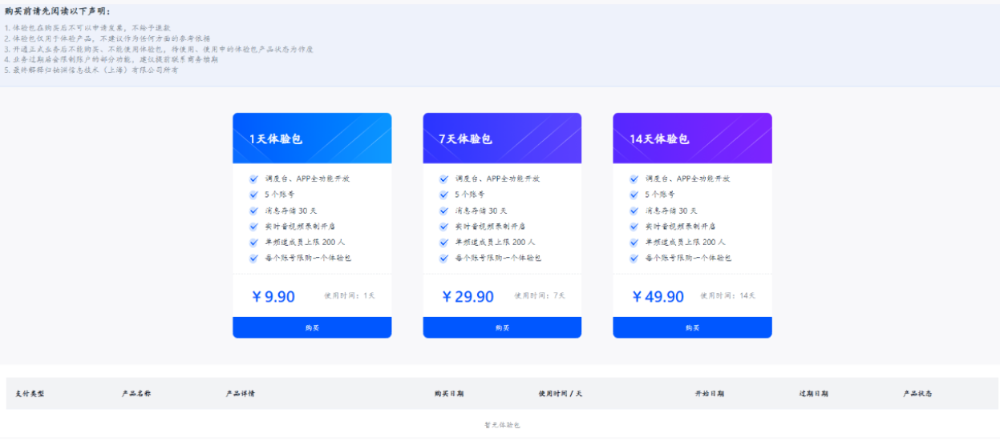 购买前请先阅读以下声明：
1. 体验包在购买后不可以申请发票，不给予退款
2. 体验包仅用于体验产品，不建议作为任何方面的参考依据
3. 开通正式业务后不能购买、不能使用体验包，待使用、使用中的体验包产品状态为作废
4. 业务过期后会限制账户的部分功能，建议提前联系商务续期
5. 最终解释归铂渊信息技术（上海）有限公司所有
1天体验包
调度台、APP全功能开放
5 个账号
消息存储 30 天
实时音视频录制开启
单频道成员上限 200 人
每个账号限购一个体验包
￥9.90 使用时间：1天
购买
7天体验包
调度台、APP全功能开放
5 个账号
消息存储 30 天
实时音视频录制开启
单频道成员上限 200 人
每个账号限购一个体验包
￥29.90 使用时间：7天
购买
14天体验包
调度台、APP全功能开放
5 个账号
消息存储 30 天
实时音视频录制开启
单频道成员上限 200 人
每个账号限购一个体验包
￥49.90 使用时间：14天
购买
支付类型 产品名称 产品详情 购买日期 使用时间 / 天 开始日期 过期日期 产品状态
暂无体验包